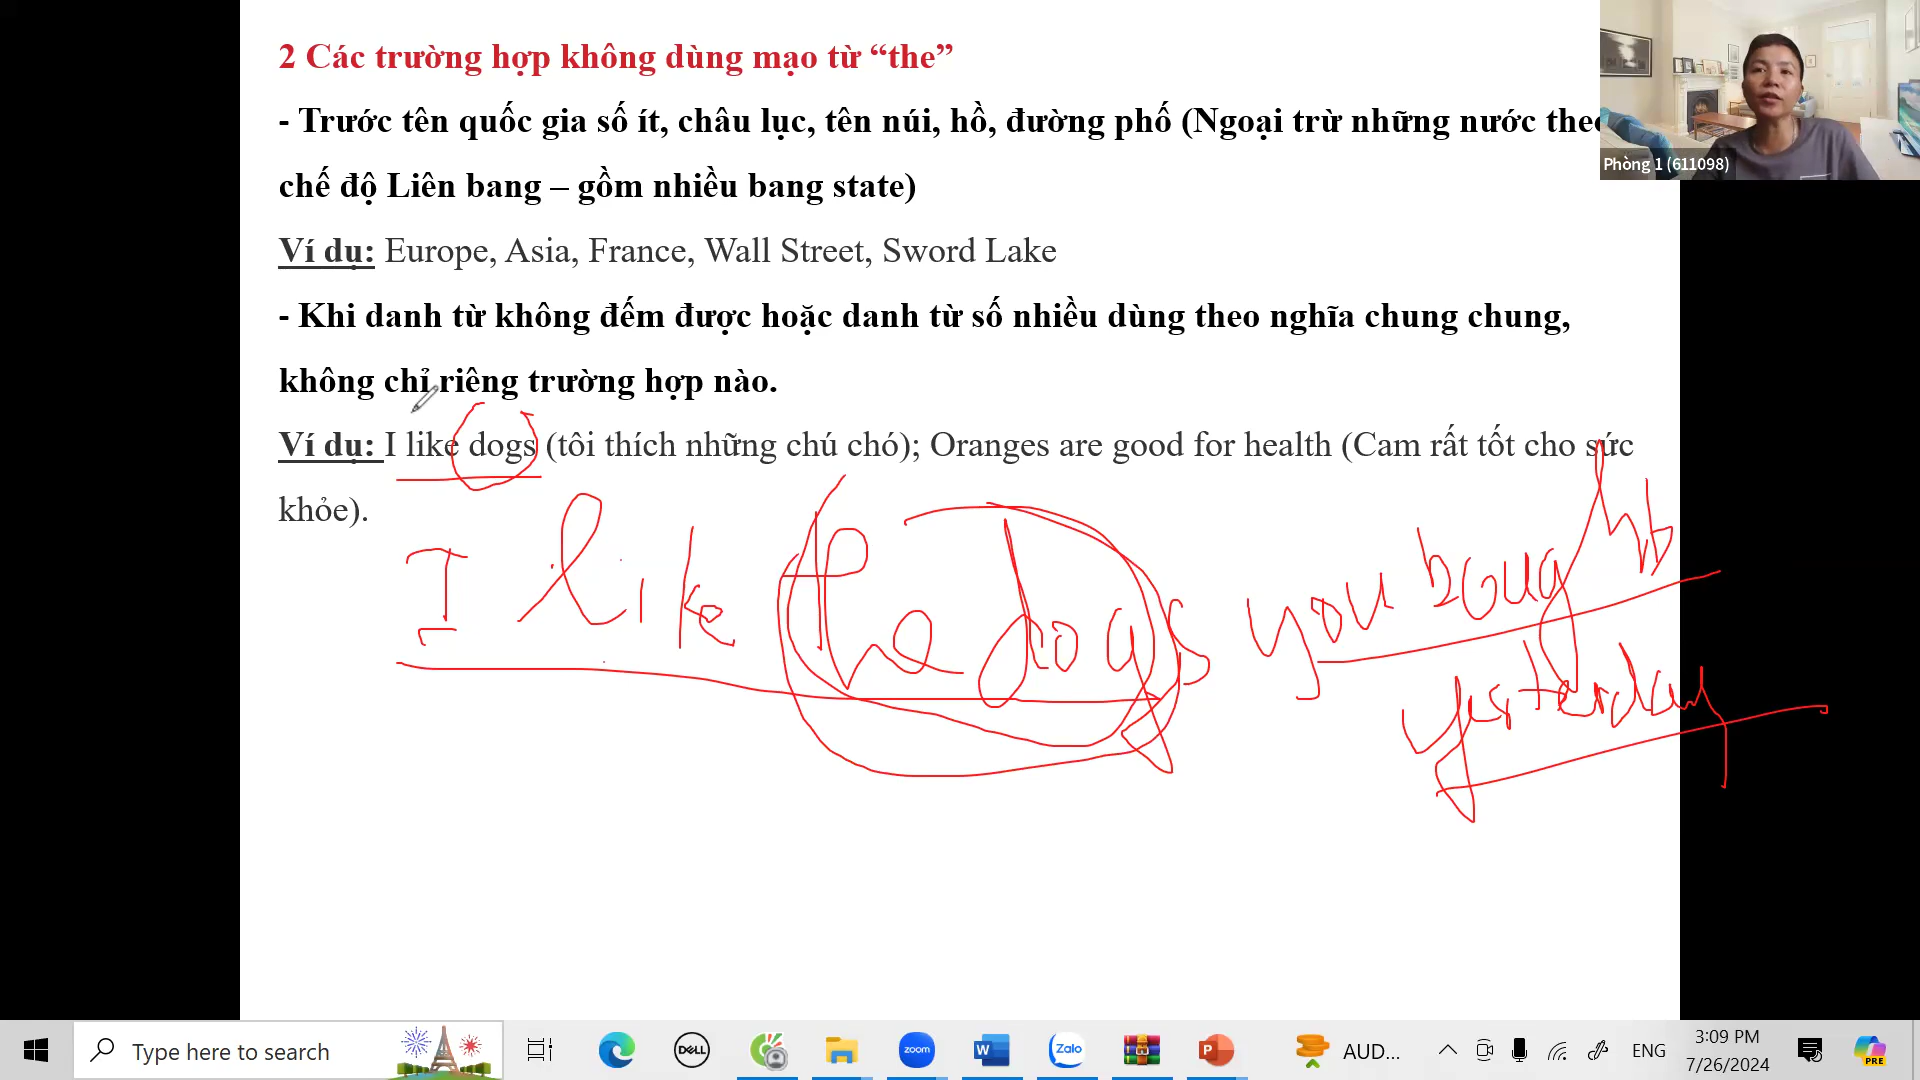 2 Các trường hợp không dùng mạo từ “the”
- Trước tên quốc gia số ít, châu lục, tên núi, hồ, đường phố (Ngoại trừ những nước theo
chế độ Liên bang – gồm nhiều bang state)
Ví dụ: Europe, Asia, France, Wall Street, Sword Lake
- Khi danh từ không đếm được hoặc danh từ số nhiều dùng theo nghĩa chung chung,
không chỉ riêng trường hợp nào.
Ví dụ: I like dogs (tôi thích những chú chó); Oranges are good for health (Cam rất tốt cho sức
khỏe).
I like the dogs you bought
yesterday
Phòng 1 (611098)
Type here to search
DELL
zoom
W
Zalo
P
AUD...
ENG
3:09 PM
7/26/2024
PRE